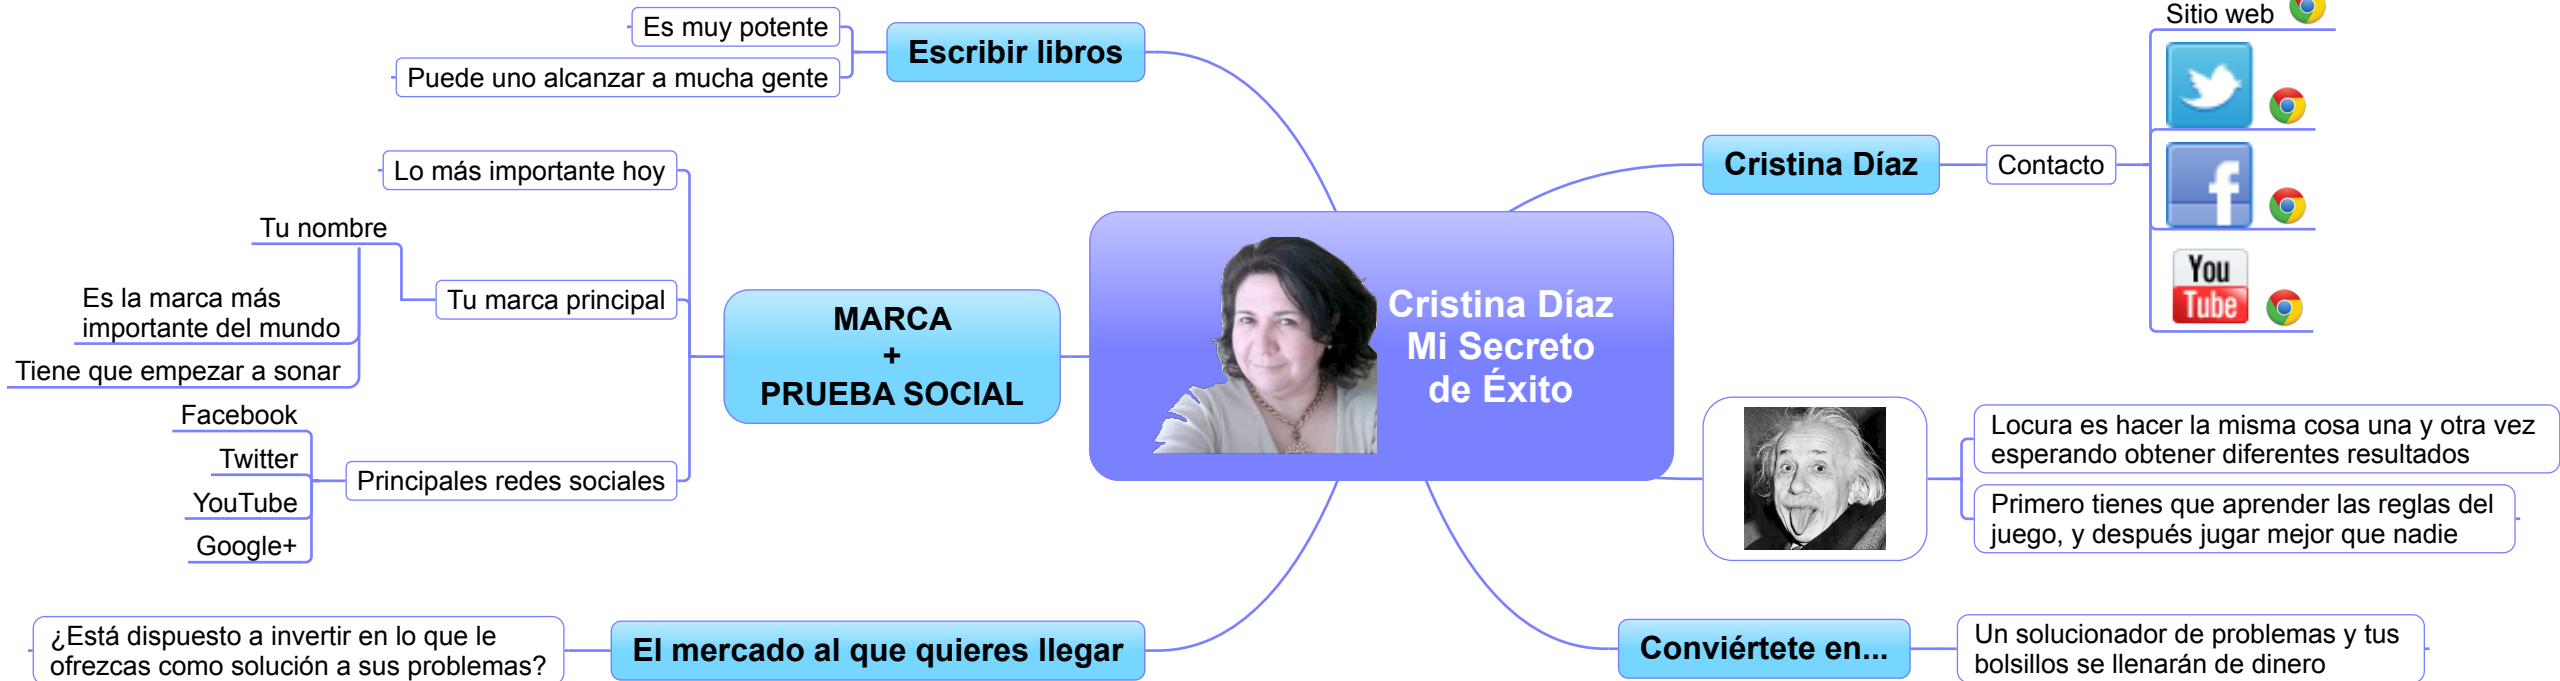 Es muy potente
Puede uno alcanzar a mucha gente
Escribir libros
Lo más importante hoy
Tu nombre
Es la marca más
importante del mundo
Tiene que empezar a sonar
Tu marca principal
Facebook
Twitter
YouTube
Google+
Principales redes sociales
MARCA
+
PRUEBA SOCIAL
¿Está dispuesto a invertir en lo que le
ofrezcas como solución a sus problemas?
El mercado al que quieres llegar
Cristina Díaz
Mi Secreto
de Éxito
Cristina Díaz
Contacto
Sitio web
You
Tube
Locura es hacer la misma cosa una y otra vez
esperando obtener diferentes resultados
Primero tienes que aprender las reglas del
juego, y después jugar mejor que nadie
Conviértete en...
Un solucionador de problemas y tus
bolsillos se llenarán de dinero